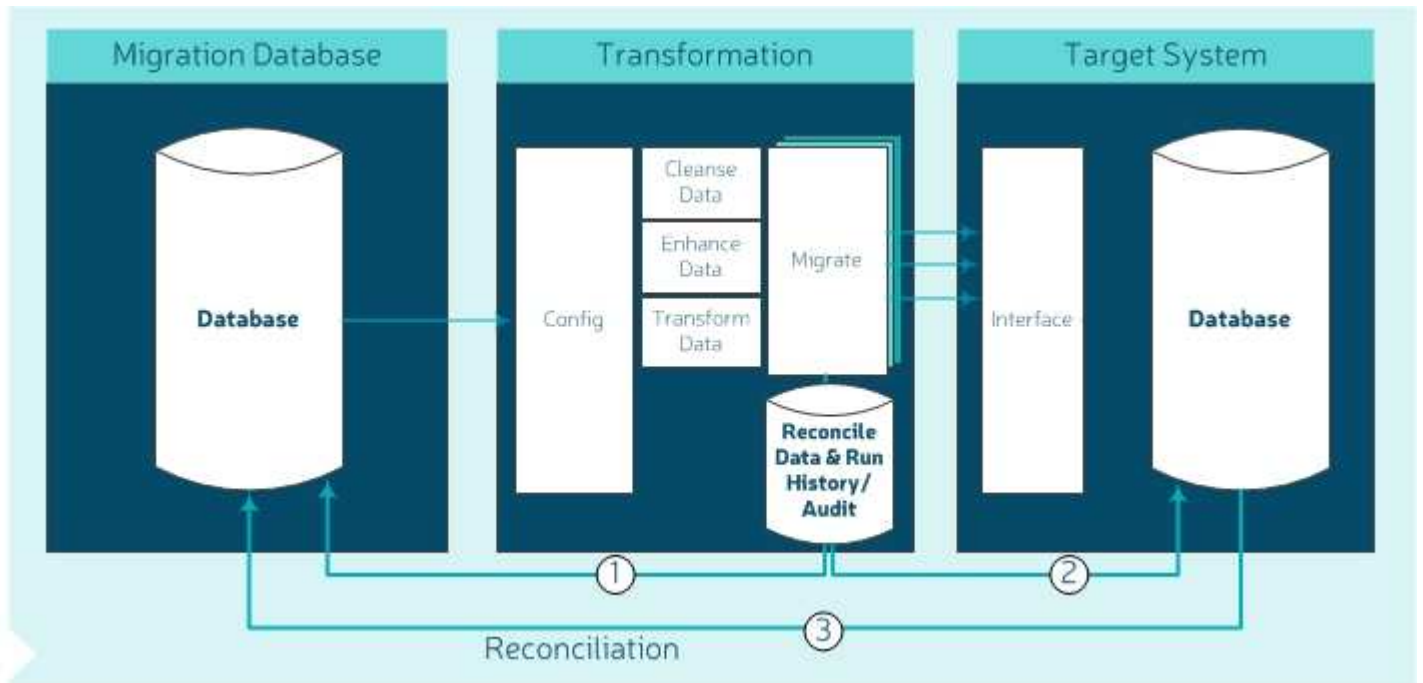 Migration Database
Transformation
Target System
Database
Config
Cleanse
Data
Enhance
Data
Transform
Data
Migrate
Reconcile
Data & Run
History/
Audit
Interface
Database
1
2
3
Reconciliation